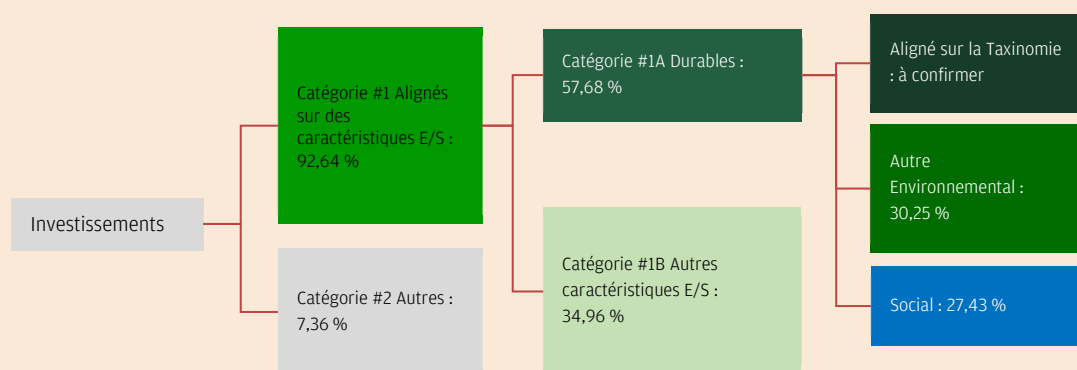 Investissements
Catégorie #1 Alignés
sur des
caractéristiques E/S :
92,64 %
Catégorie #2 Autres :
7,36 %
Catégorie #1A Durables :
57,68 %
Catégorie #1B Autres
caractéristiques E/S :
34,96 %
Aligné sur la Taxinomie
: à confirmer
Autre
Environnemental :
30,25 %
Social : 27,43 %